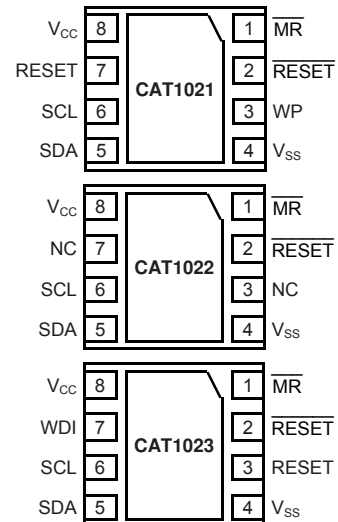 VCC 8 1 MR
RESET 7 2 RESET
CAT1021
SCL 6 3 WP
SDA 5 4 VSS
VCC 8 1 MR
NC 7 2 RESET
CAT1022
SCL 6 3 NC
SDA 5 4 VSS
VCC 8 1 MR
WDI 7 2 RESET
CAT1023
SCL 6 3 RESET
SDA 5 4 VSS